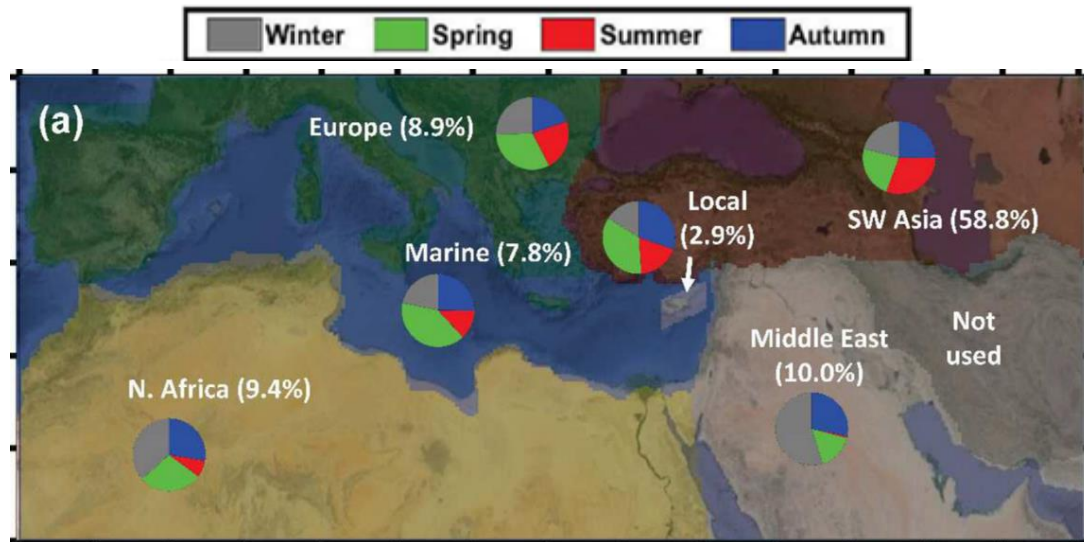 Winter Spring Summer Autumn
(a)
Europe (8.9%)
Local
(2.9%)
SW Asia (58.8%)
Marine (7.8%)
Middle East
(10.0%)
Not
used
N. Africa (9.4%)